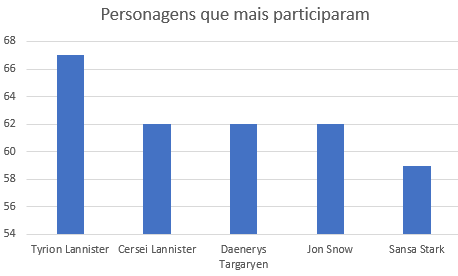 Personagens que mais participaram
68
66
64
62
60
58
56
54
Tyrion Lannister Cersei Lannister Daenerys Jon Snow Sansa Stark
Targaryen